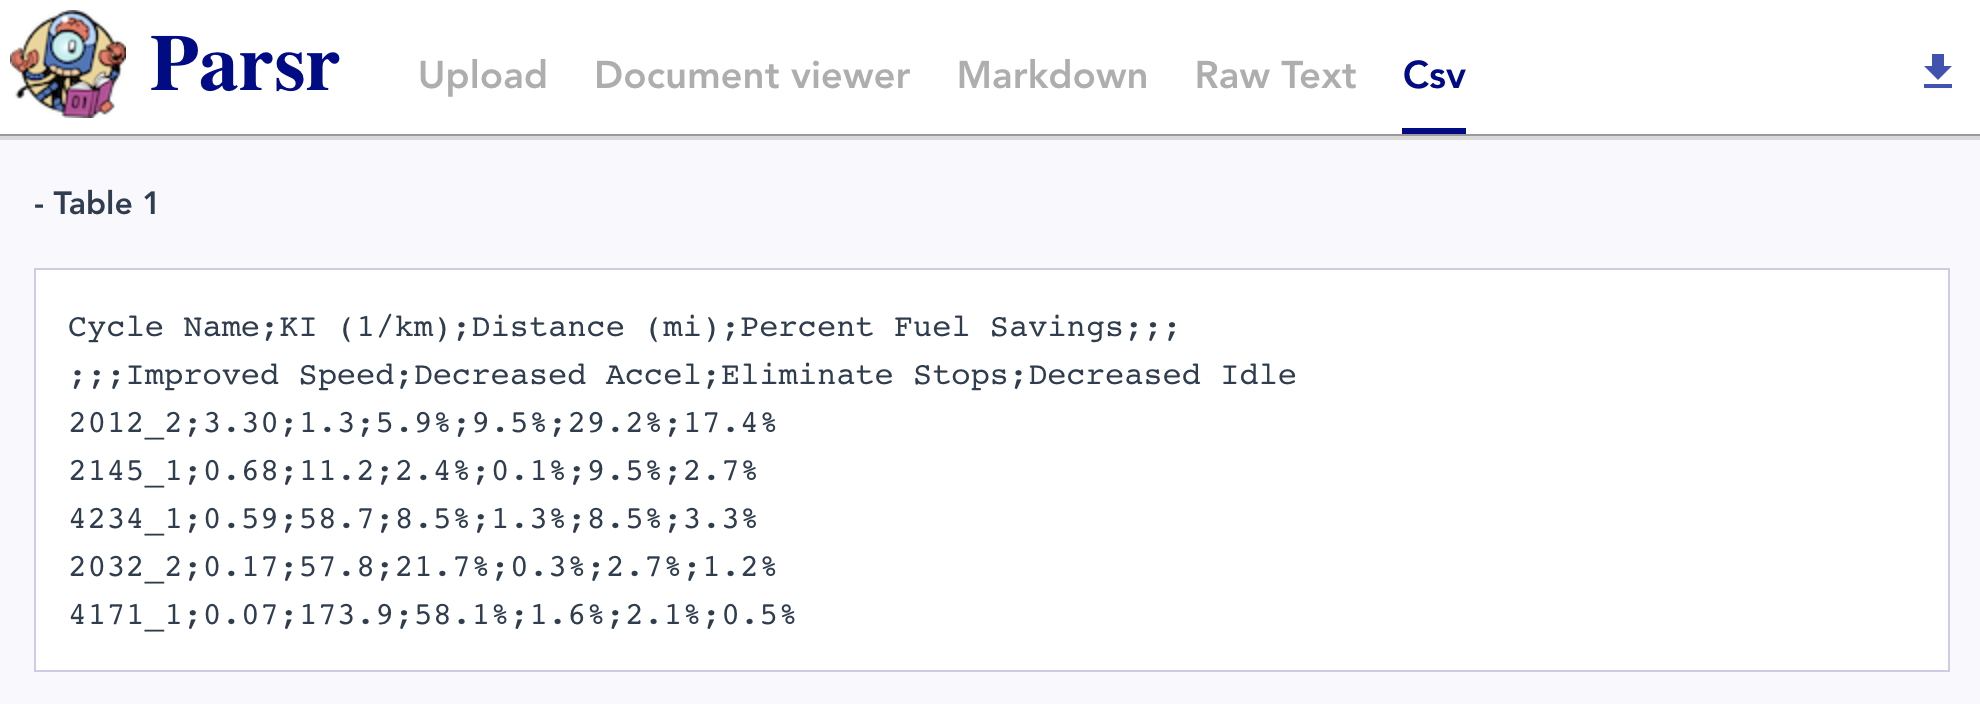 Parsr Upload Document viewer Markdown Raw Text Csv
- Table 1
Cycle Name;KI (1/km);Distance (mi);Percent Fuel Savings;;;
;;;Improved Speed;Decreased Accel;Eliminate Stops;Decreased Idle
2012_2;3.30;1.3;5.9%;9.5%;29.2%;17.4%
2145_1;0.68;11.2;2.4%;0.1%;9.5%;2.7%
4234_1;0.59;58.7;8.5%;1.3%;8.5%;3.3%
2032_2;0.17;57.8;21.7%;0.3%;2.7%;1.2%
4171_1;0.07;173.9;58.1%;1.6%;2.1%;0.5%